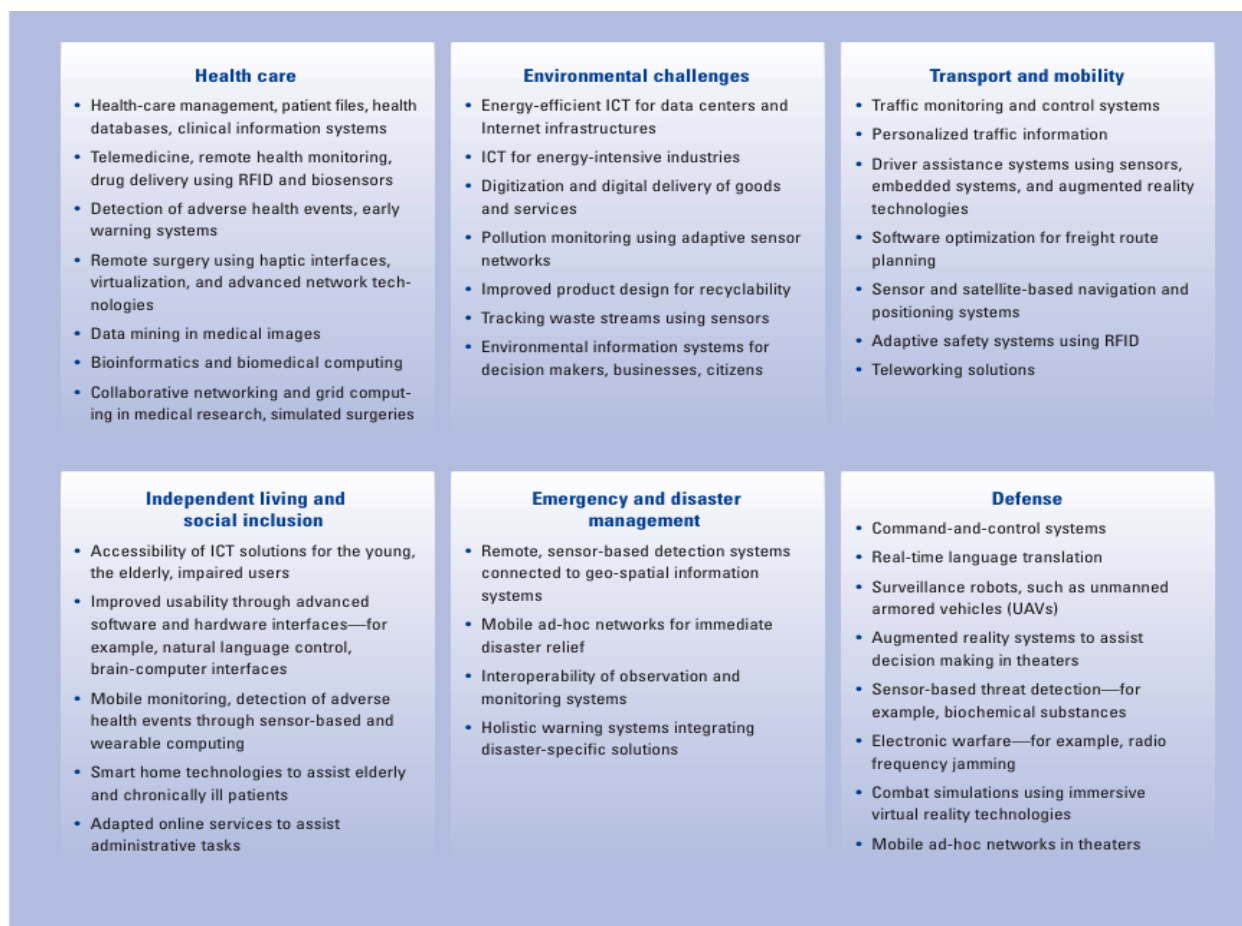 Health care
• Health-care management, patient files, health
databases, clinical information systems
• Telemedicine, remote health monitoring,
drug delivery using RFID and biosensors
• Detection of adverse health events, early
warning systems
• Remote surgery using haptic interfaces,
virtualization, and advanced network tech-
nologies
• Data mining in medical images
• Bioinformatics and biomedical computing
• Collaborative networking and grid comput-
ing in medical research, simulated surgeries
Environmental challenges
• Energy-efficient ICT for data centers and
Internet infrastructures
• ICT for energy-intensive industries
• Digitization and digital delivery of goods
and services
• Pollution monitoring using adaptive sensor
networks
• Improved product design for recyclability
• Tracking waste streams using sensors
• Environmental information systems for
decision makers, businesses, citizens
Transport and mobility
• Traffic monitoring and control systems
• Personalized traffic information
• Driver assistance systems using sensors,
embedded systems, and augmented reality
technologies
• Software optimization for freight route
planning
• Sensor and satellite-based navigation and
positioning systems
• Adaptive safety systems using RFID
• Teleworking solutions
Independent living and
social inclusion
• Accessibility of ICT solutions for the young,
the elderly, impaired users
• Improved usability through advanced
software and hardware interfaces—for
example, natural language control,
brain-computer interfaces
• Mobile monitoring, detection of adverse
health events through sensor-based and
wearable computing
• Smart home technologies to assist elderly
and chronically ill patients
• Adapted online services to assist
administrative tasks
Emergency and disaster
management
• Remote, sensor-based detection systems
connected to geo-spatial information
systems
• Mobile ad-hoc networks for immediate
disaster relief
• Interoperability of observation and
monitoring systems
• Holistic warning systems integrating
disaster-specific solutions
Defense
• Command-and-control systems
• Real-time language translation
• Surveillance robots, such as unmanned
armored vehicles (UAVs)
• Augmented reality systems to assist
decision making in theaters
• Sensor-based threat detection—for
example, biochemical substances
• Electronic warfare—for example, radio
frequency jamming
• Combat simulations using immersive
virtual reality technologies
• Mobile ad-hoc networks in theaters